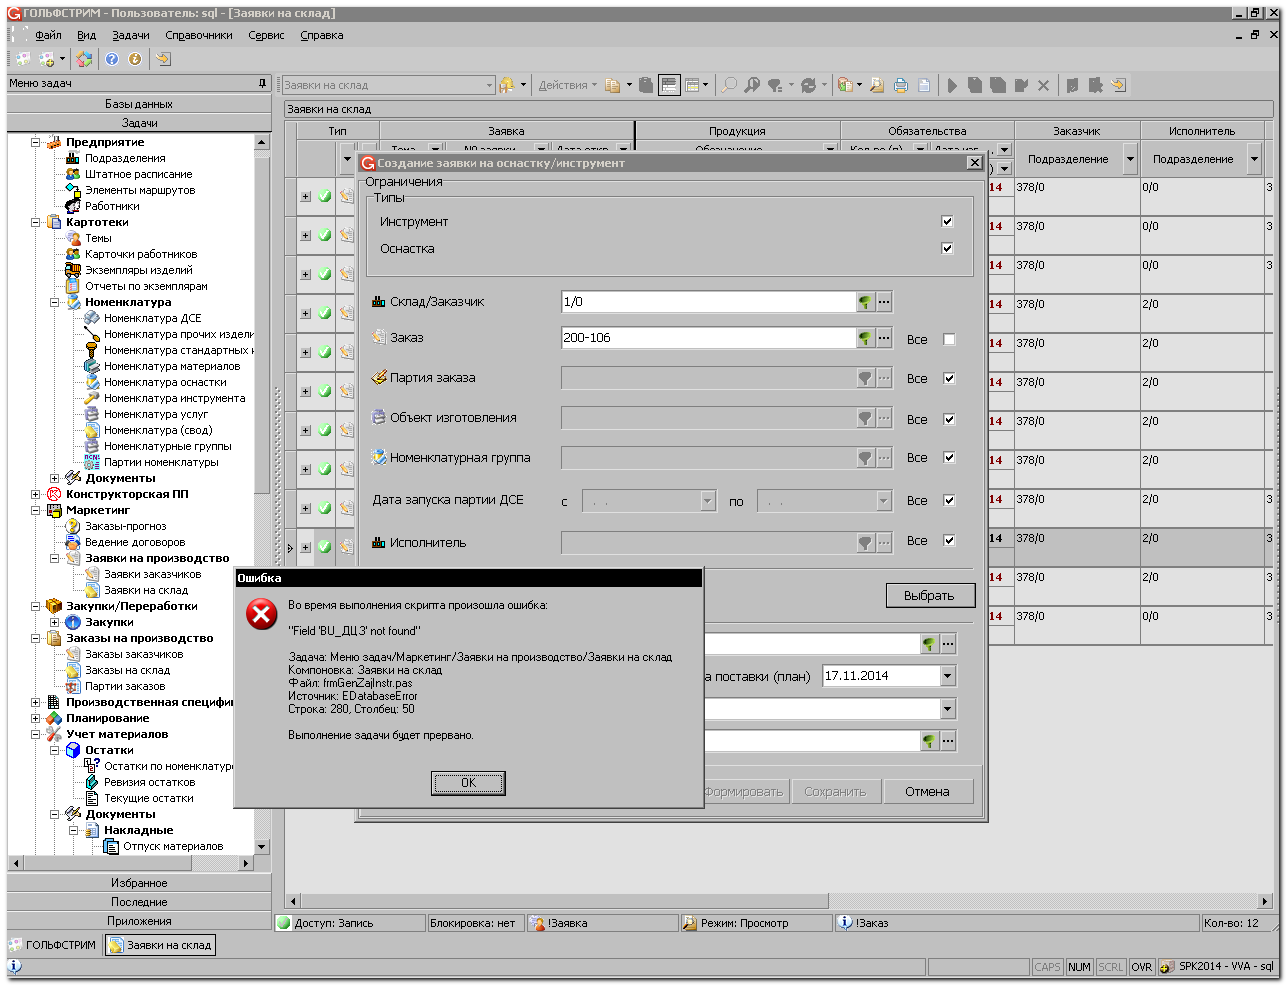 ГОЛЬФСТРИМ - Пользователь: sql - [Заявки на склад]
Файл Вид Задачи Справочники Сервис Справка
Меню задач
Заявки на склад
Действия
Базы данных
Задачи
Заявки на склад
Тип Заявка Продукция Обязательства Заказчик Исполнитель
Подразделение Подразделение
Предприятие
Подразделения
Штатное расписание
Элементы маршрутов
Работники
Картотеки
Темы
Карточки работников
Экземпляры изделий
Отчеты по экземплярам
Номенклатура
Номенклатура ДСЕ
Номенклатура прочих издели
Номенклатура стандартных
Номенклатура материалов
Номенклатура оснастки
Номенклатура инструмента
Номенклатура услуг
Номенклатура (свод)
Номенклатурные группы
Партии номенклатуры
Документы
Конструкторская ПП
Маркетинг
Заказы-прогноз
Ведение договоров
Заявки на производство
Заявки заказчиков
Заявки на склад
Закупки/Переработки
Закупки
Заказы на производство
Заказы заказчиков
Заказы на склад
Партии заказов
Производственная специфи
Планирование
Учет материалов
Остатки
Остатки по номенклатуре
Ревизия остатков
Текущие остатки
Документы
Накладные
Отпуск материалов
Избранное
Последние
Приложения
Создание заявки на оснастку/инструмент
Ограничения
Типы
Инструмент
Оснастка
Склад/Заказчик 1/0 ...
Заказ 200-106 ... Все
Партия заказа ... Все
Объект изготовления ... Все
Номенклатурная группа ... Все
Дата запуска партии ДСЕ с . . по . . Все
Исполнитель ... Все
Выбрать
...
а поставки (план) 17.11.2014
...
Формировать Сохранить Отмена
14 378/0 0/0 3
14 378/0 0/0 3
14 378/0 0/0 3
14 378/0 2/0
14 378/0 2/0
14 378/0 2/0
14 378/0 2/0
14 378/0 2/0
14 378/0 2/0
14 378/0 2/0
14 378/0 2/0 3
14 378/0 0/0 3
Ошибка
Во время выполнения скрипта произошла ошибка:
"Field 'BU_ДЦ.3' not found"
Задача: Меню задач/Маркетинг/Заявки на производство/Заявки на склад
Компоновка: Заявки на склад
Файл: frmGenZajInstr.pas
Источник: EDatabaseError
Строка: 280, Столбец: 50
Выполнение задачи будет прервано.
OK
Доступ: Запись Блокировка: нет !Заявка Режим: Просмотр !Заказ Кол-во: 12
ГОЛЬФСТРИМ Заявки на склад
CAPS NUM SCRL OVR SPK2014 - VVA - sql